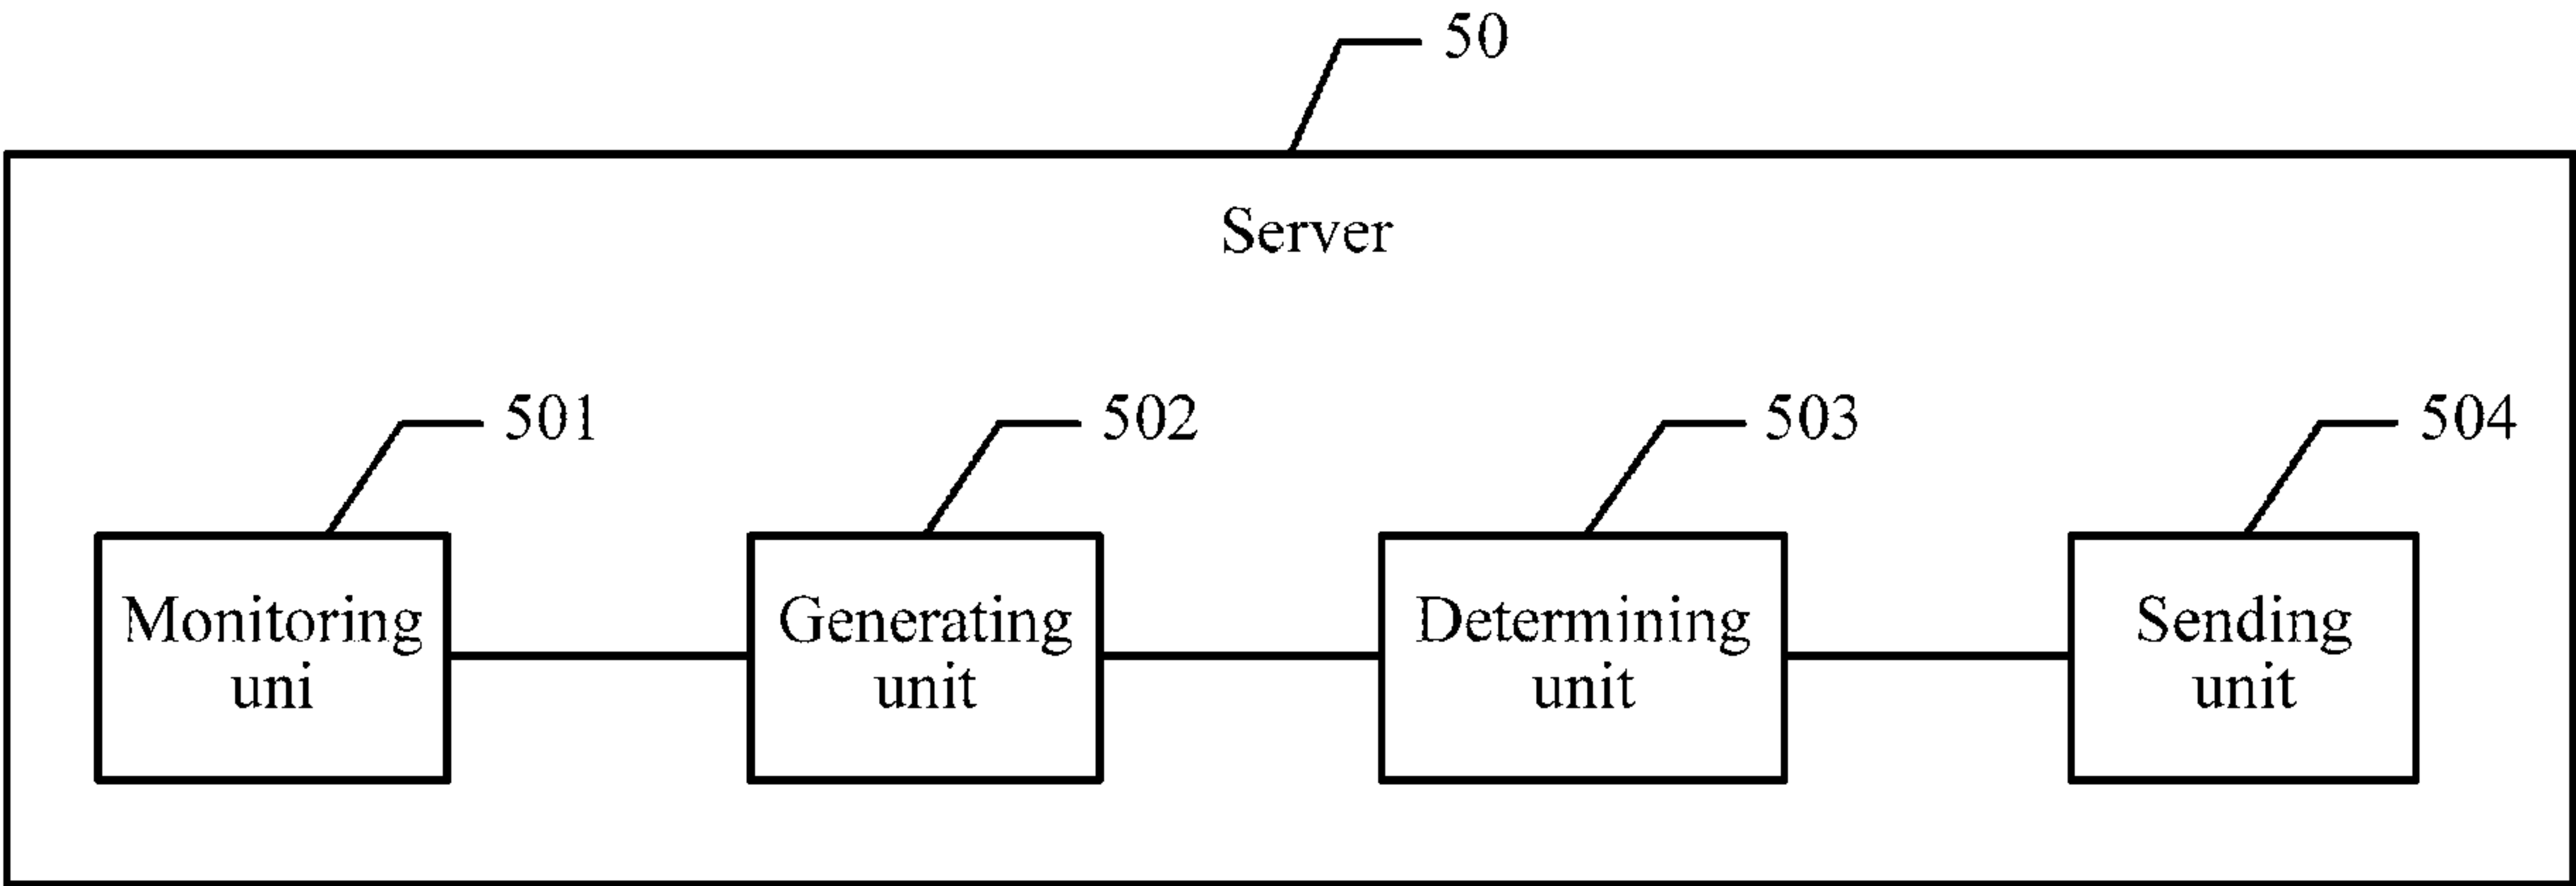 50
Server
501
502
503
504
Monitoring
uni
Generating
unit
Determining
unit
Sending
unit